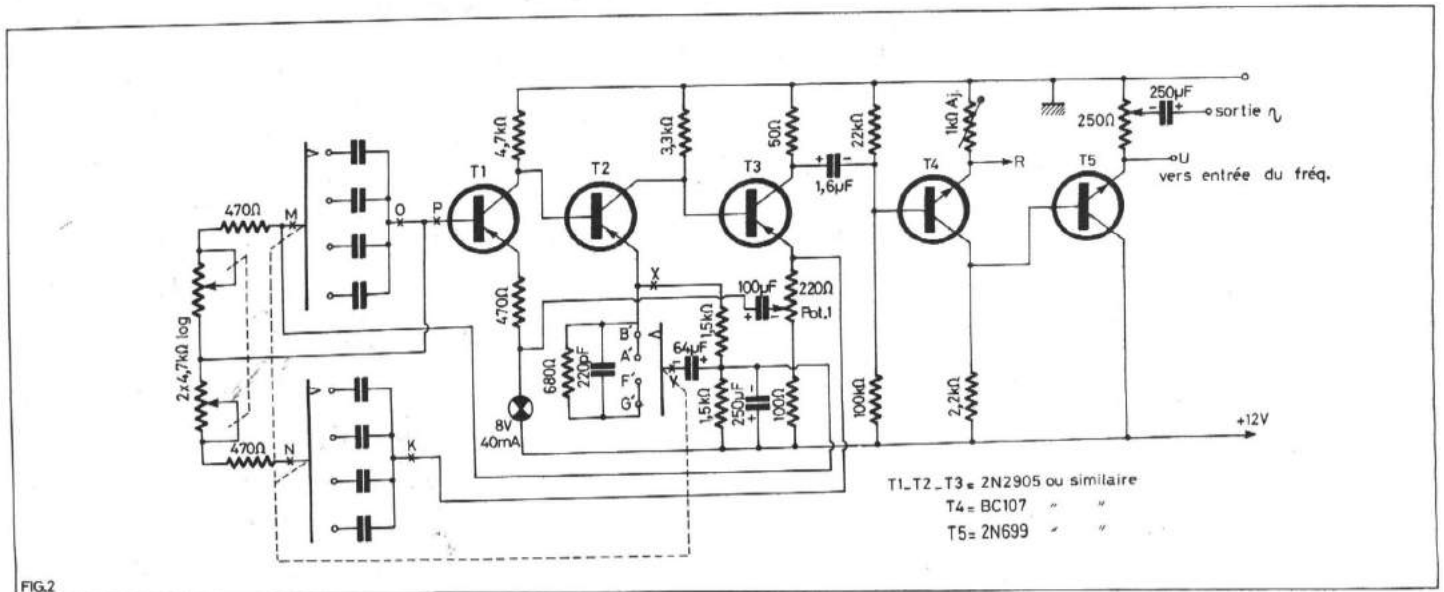 4,7kΩ
3,3kΩ
50Ω
22kΩ
1kΩ Aj.
250Ω
250µF
- +
sortie
T1
T2
T3
+ -
1,6µF
T4
R
T5
U
vers entrée du fréq.
470Ω
M
O
P
2x4,7kΩ log
470Ω
X
100µF
+ -
220Ω
Pot.1
1,5kΩ
680Ω
220pF
B'
A'
F'
G'
64µF
- +
Y
8V
40mA
1,5kΩ
250µF
-
+
100Ω
100kΩ
2,2kΩ
+12V
470Ω
N
K
T1_T2_T3= 2N2905 ou similaire
T4= BC107 " "
T5= 2N699 " "
FIG.2